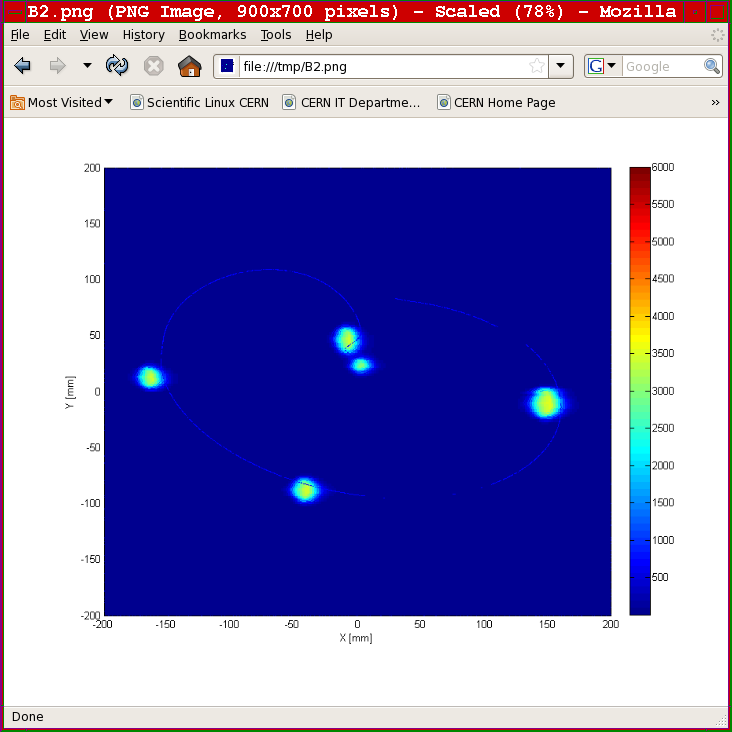 B2.png (PNG Image, 900x700 pixels) - Scaled (78%) - Mozilla
File Edit View History Bookmarks Tools Help
file:///tmp/B2.png
G Google
Most Visited Scientific Linux CERN CERN IT Departme... CERN Home Page »
200
150
100
50
0
-50
-100
-150
-200
Y [mm]
-200 -150 -100 -50 0 50 100 150 200
X [mm]
6000
5500
5000
4500
4000
3500
3000
2500
2000
1500
1000
500
Done